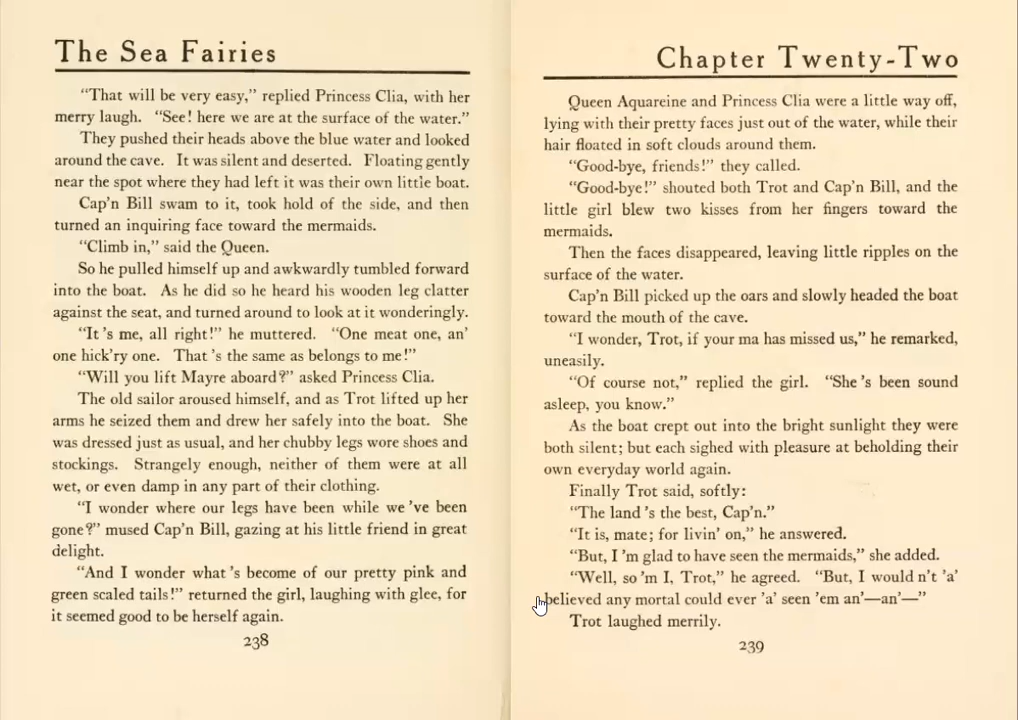 The Sea Fairies
“That will be very easy,” replied Princess Clia, with her
merry laugh. “See! here we are at the surface of the water.”
They pushed their heads above the blue water and looked
around the cave. It was silent and deserted. Floating gently
near the spot where they had left it was their own little boat.
Cap’n Bill swam to it, took hold of the side, and then
turned an inquiring face toward the mermaids.
“Climb in,” said the Queen.
So he pulled himself up and awkwardly tumbled forward
into the boat. As he did so he heard his wooden leg clatter
against the seat, and turned around to look at it wonderingly.
“It ’s me, all right!” he muttered. “One meat one, an’
one hick’ry one. That ’s the same as belongs to me!”
“Will you lift Mayre aboard?” asked Princess Clia.
The old sailor aroused himself, and as Trot lifted up her
arms he seized them and drew her safely into the boat. She
was dressed just as usual, and her chubby legs wore shoes and
stockings. Strangely enough, neither of them were at all
wet, or even damp in any part of their clothing.
“I wonder where our legs have been while we ’ve been
gone?” mused Cap’n Bill, gazing at his little friend in great
delight.
“And I wonder what ’s become of our pretty pink and
green scaled tails!” returned the girl, laughing with glee, for
it seemed good to be herself again.
238
Chapter Twenty-Two
Queen Aquareine and Princess Clia were a little way off,
lying with their pretty faces just out of the water, while their
hair floated in soft clouds around them.
“Good-bye, friends!” they called.
“Good-bye!” shouted both Trot and Cap’n Bill, and the
little girl blew two kisses from her fingers toward the
mermaids.
Then the faces disappeared, leaving little ripples on the
surface of the water.
Cap’n Bill picked up the oars and slowly headed the boat
toward the mouth of the cave.
“I wonder, Trot, if your ma has missed us,” he remarked,
uneasily.
“Of course not,” replied the girl. “She ’s been sound
asleep, you know.”
As the boat crept out into the bright sunlight they were
both silent; but each sighed with pleasure at beholding their
own everyday world again.
Finally Trot said, softly:
“The land ’s the best, Cap’n.”
“It is, mate; for livin’ on,” he answered.
“But, I ’m glad to have seen the mermaids,” she added.
“Well, so ’m I, Trot,” he agreed. “But, I would n’t ’a’
believed any mortal could ever ’a’ seen ’em an’—an’—”
Trot laughed merrily.
239